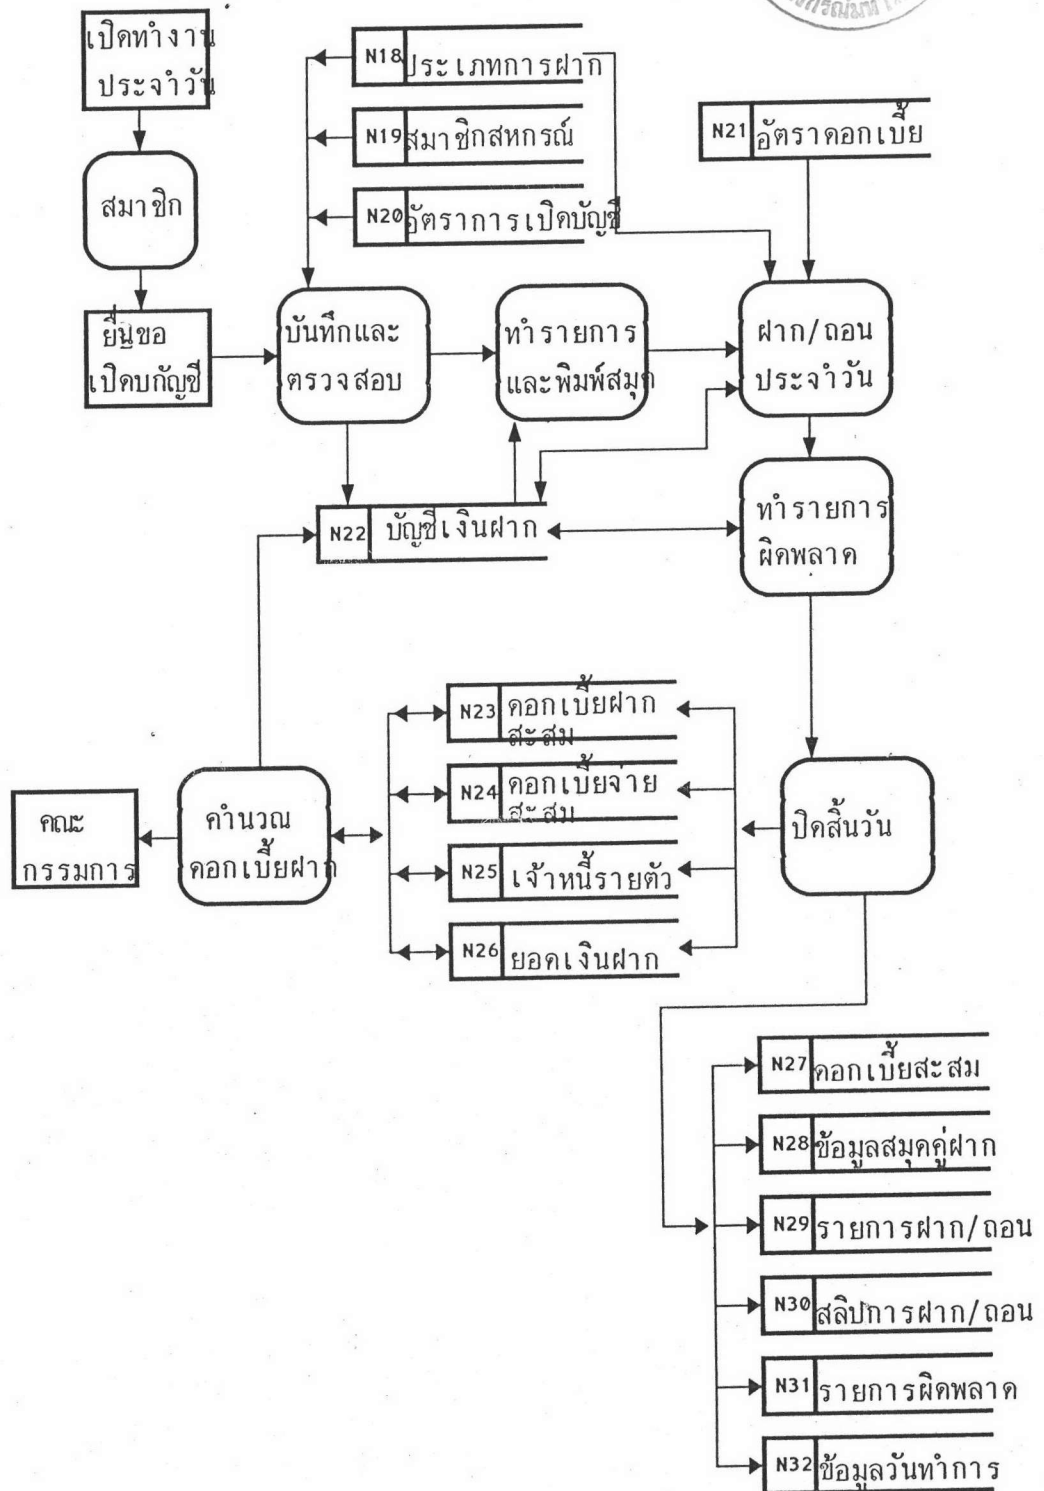 เปิดทำงาน
ประจำวัน
N18 ประเภทการฝาก
N19 สมาชิกสหกรณ์
N20 อัตราการเปิดบัญชี
N21 อัตราดอกเบี้ย
สมาชิก
ยื่นขอ
เปิดบกัญชี
บันทึกและ
ตรวจสอบ
ทำรายการ
และพิมพ์สมุด
ฝาก/ถอน
ประจำวัน
N22 บัญชีเงินฝาก
ทำรายการ
ผิดพลาด
N23 ดอกเบี้ยฝาก
สะสม
N24 ดอกเบี้ยจ่าย
สะสม
N25 เจ้าหนี้รายตัว
N26 ยอดเงินฝาก
คณะ
กรรมการ
คำนวณ
ดอกเบี้ยฝาก
ปิดสิ้นวัน
N27 ดอกเบี้ยสะสม
N28 ข้อมูลสมุดคู่ฝาก
N29 รายการฝาก/ถอน
N30 สลิปการฝาก/ถอน
N31 รายการผิดพลาด
N32 ข้อมูลวันทำการ